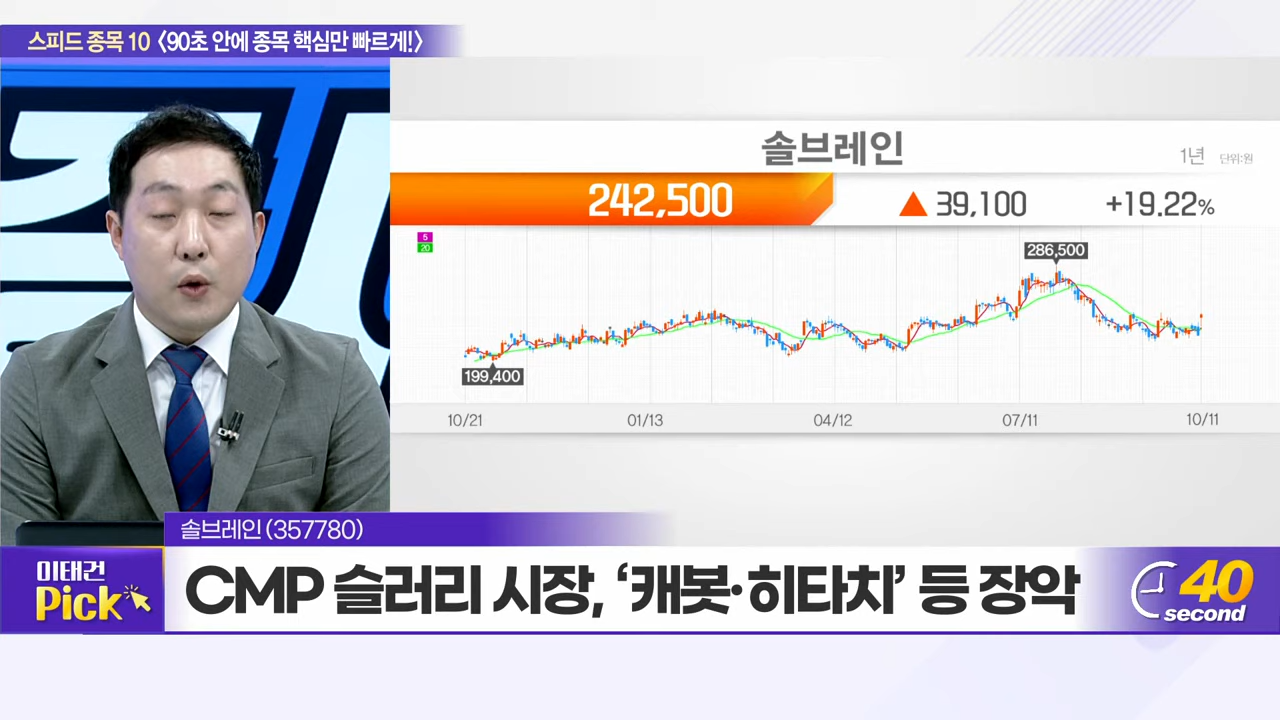 스피드 종목 10 〈90초 안에 종목 핵심만 빠르게!〉
솔브레인
1년 단위:원
242,500 ▲ 39,100 +19.22%
5
20
286,500
199,400
10/21 01/13 04/12 07/11 10/11
솔브레인 (357780)
이태건
Pick
CMP 슬러리 시장, ‘캐봇·히타치’ 등 장악
40
second